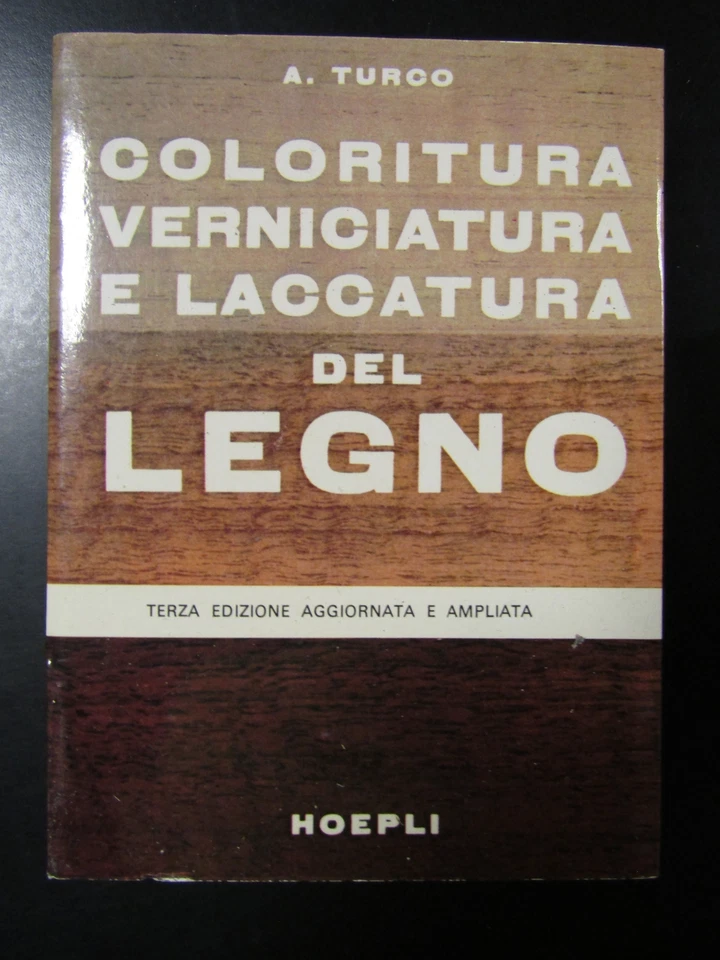 A. TURCO
COLORITURA
VERNICIATURA
E LACCATURA
DEL
LEGNO
TERZA EDIZIONE AGGIORNATA E AMPLIATA
HOEPLI